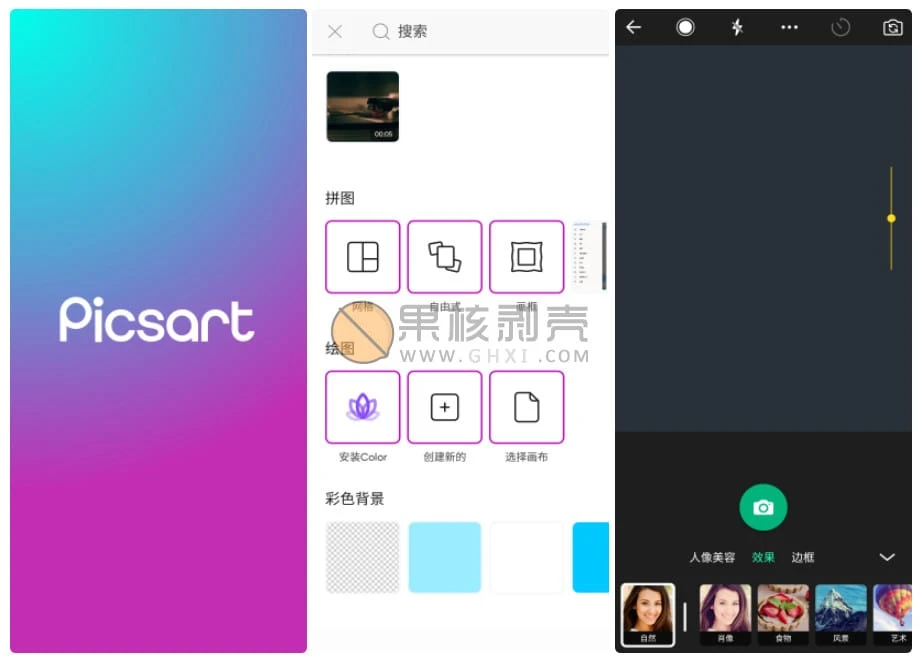 Picsart
搜索
00:05
拼图
网格
自由式
画框
果核剥壳
WWW.GHXI.COM
绘图
安装Color
创建新的
选择画布
彩色背景
人像美容
效果
边框
自然
肖像
食物
风景
艺术